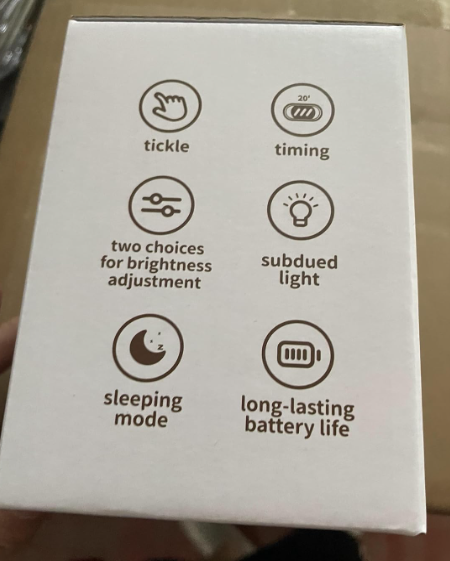 tickle
20'
timing
two choices
for brightness
adjustment
subdued
light
z
sleeping
mode
long-lasting
battery life